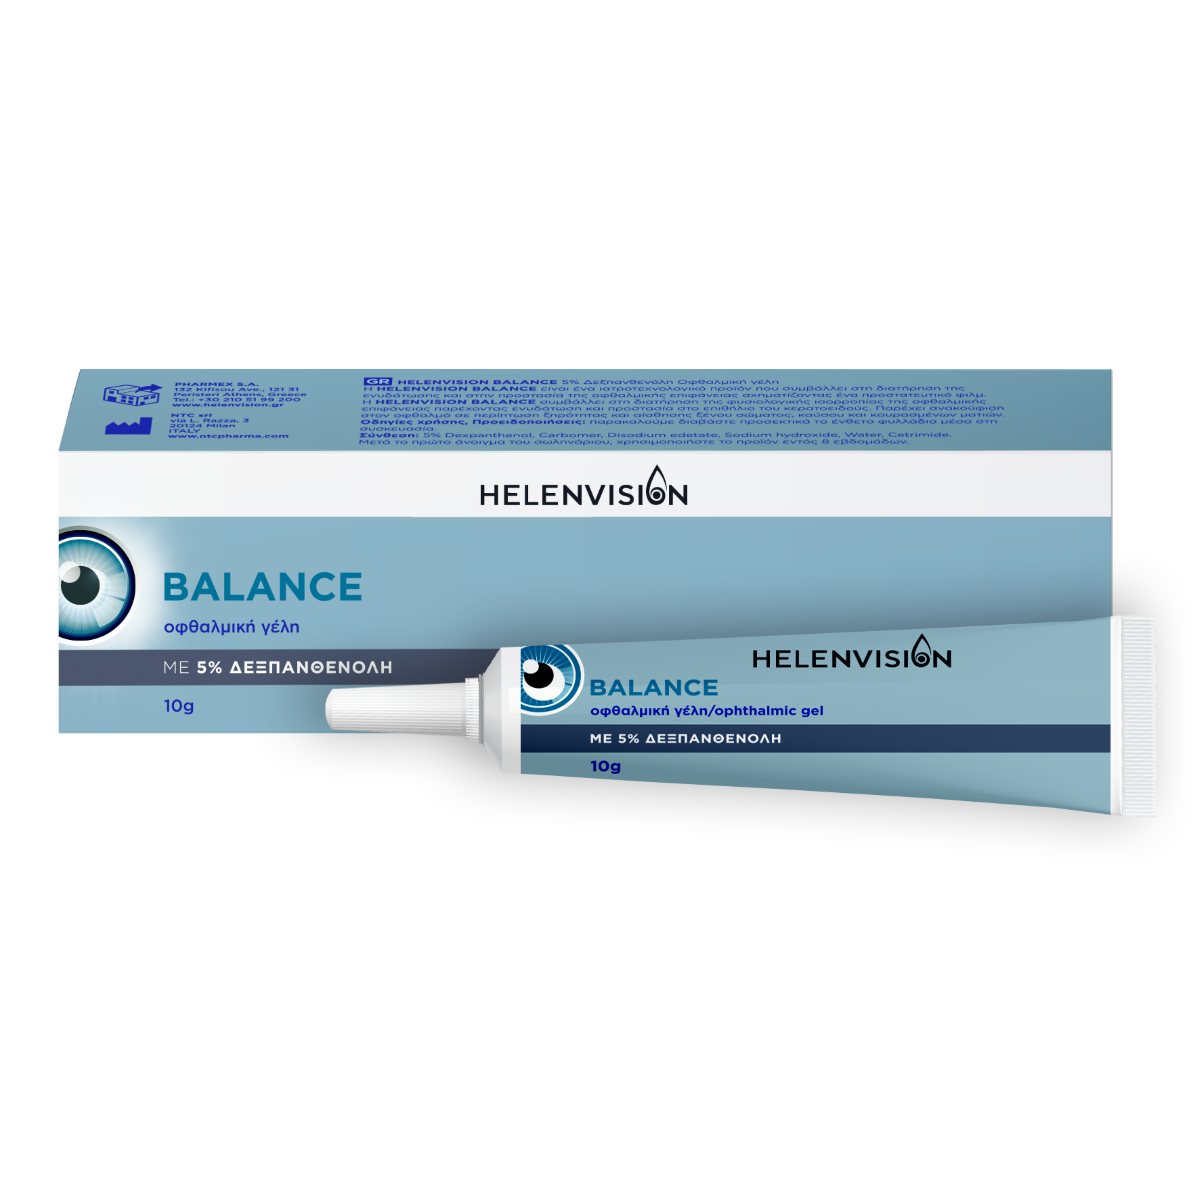 PHARMEX S.A.
132 Kifisou Ave., 121 31
Peristeri Athens, Greece
Tel.: +30 210 51 99 200
www.helenvision.gr
NTC srl
via L. Razza, 3
20124 Milan
ITALY
www.ntcpharma.com
GR HELENVISION BALANCE 5% Δεξπανθενόλη Οφθαλμική γέλη
Η HELENVISION BALANCE είναι ένα ιατροτεχνολογικό προϊόν που συμβάλλει στη διατήρηση της
ενυδάτωσης και στην προστασία της οφθαλμικής επιφάνειας σχηματίζοντας ένα προστατευτικό φιλμ.
Η HELENVISION BALANCE συμβάλλει στη διατήρηση της φυσιολογικής ισορροπίας της οφθαλμικής
επιφάνειας παρέχοντας ενυδάτωση και προστασία στο επιθήλιο του κερατοειδούς. Παρέχει ανακούφιση
στον οφθαλμό σε περίπτωση ξηρότητας και αίσθησης ξένου σώματος, καύσου και κουρασμένων ματιών.
Οδηγίες χρήσης, Προειδοποιήσεις: παρακαλούμε διαβάστε προσεκτικά το ένθετο φυλλάδιο μέσα στη
συσκευασία.
Σύνθεση: 5% Dexpanthenol, Carbomer, Disodium edetate, Sodium hydroxide, Water, Cetrimide.
Μετά το πρώτο άνοιγμα του σωληνάριου, χρησιμοποιήστε το προϊόν εντός 8 εβδομάδων.
HELENVISION
BALANCE
οφθαλμική γέλη
ΜΕ 5% ΔΕΞΠΑΝΘΕΝΟΛΗ
10g
HELENVISION
BALANCE
οφθαλμική γέλη/ophthalmic gel
ΜΕ 5% ΔΕΞΠΑΝΘΕΝΟΛΗ
10g